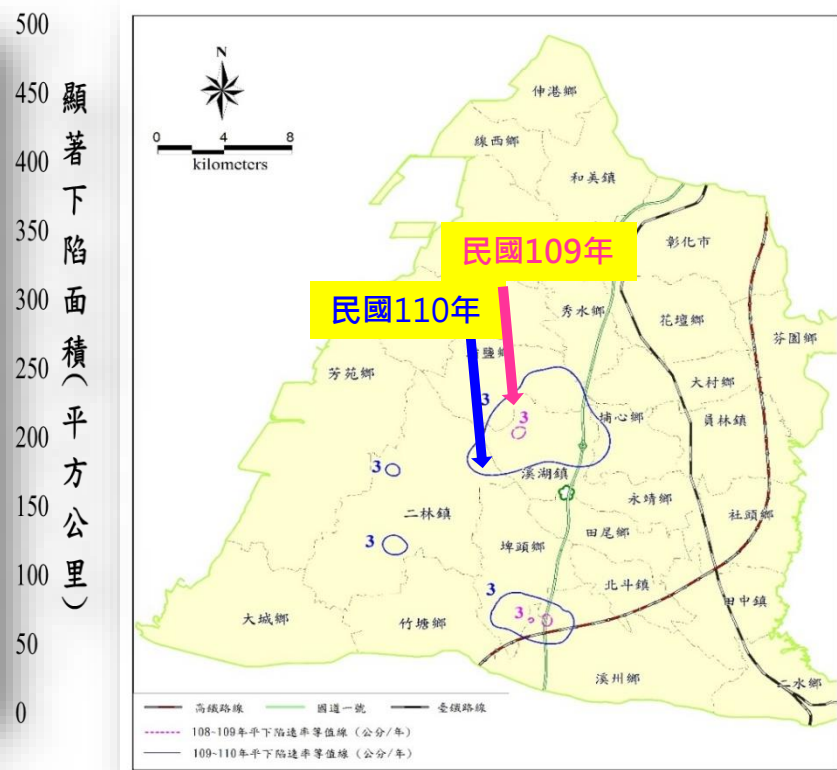 500
450
400
350
300
250
200
150
100
50
0
顯著下陷面積(平方公里)
N
0 4 8
kilometers
伸港鄉
線西鄉
和美鎮
彰化市
民國109年
民國110年
秀水鄉
花壇鄉
芬園鄉
鹽鄉
芳苑鄉
大村鄉
3
3
埔心鄉
員林鎮
3
溪湖鎮
永靖鄉
社頭鄉
二林鎮
3
埤頭鄉
田尾鄉
3
北斗鎮
田中鎮
大城鄉
竹塘鄉
3
溪州鄉
二水鄉
高鐵路線 國道一號 臺鐵路線
108~109年平下陷速率等值線(公分/年)
109~110年平下陷速率等值線(公分/年)